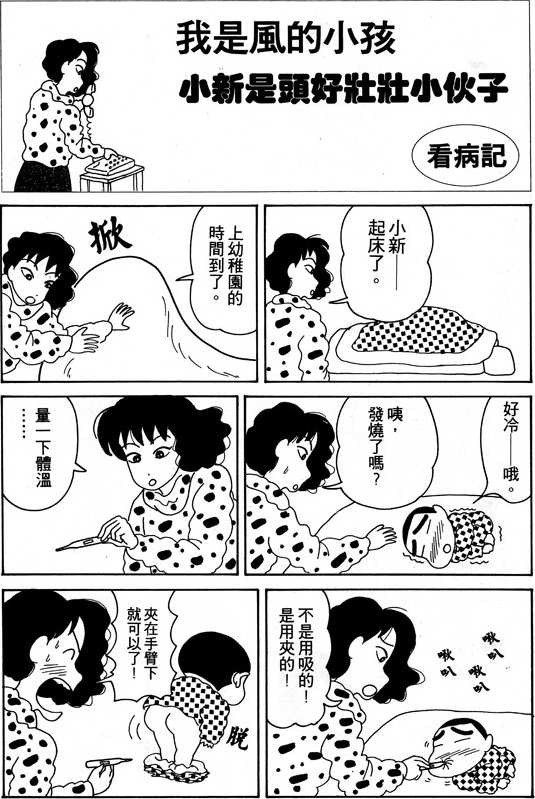 我是風的小孩
小新是頭好壯壯小伙子
看病記
小新——
起床了。
上幼稚園的
時間到了。
掀
好冷——哦。
咦,
發燒了嗎?
量一下體溫
……
不是用吸的!
是用夾的!
啾
叭
啾
叭
啾
叭
夾在手臂下
就可以了!
脫